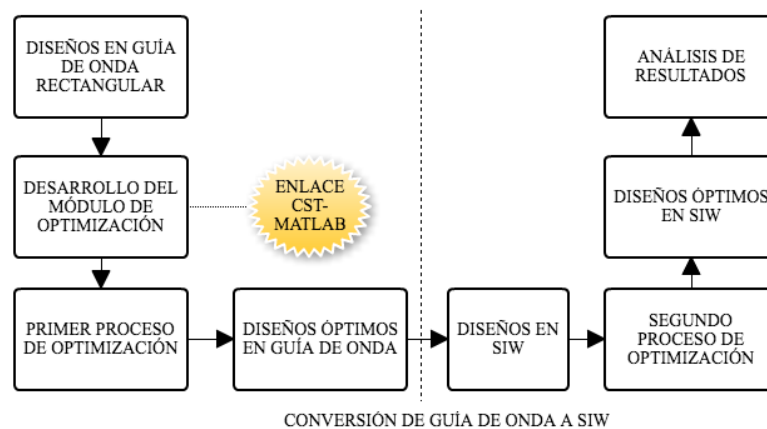 DISEÑOS EN GUÍA
DE ONDA
RECTANGULAR
DESARROLLO DEL
MÓDULO DE
OPTIMIZACIÓN
ENLACE
CST-
MATLAB
PRIMER PROCESO
DE OPTIMIZACIÓN
DISEÑOS ÓPTIMOS
EN GUÍA DE ONDA
DISEÑOS EN
SIW
SEGUNDO
PROCESO DE
OPTIMIZACIÓN
DISEÑOS ÓPTIMOS
EN SIW
ANÁLISIS DE
RESULTADOS
CONVERSIÓN DE GUÍA DE ONDA A SIW